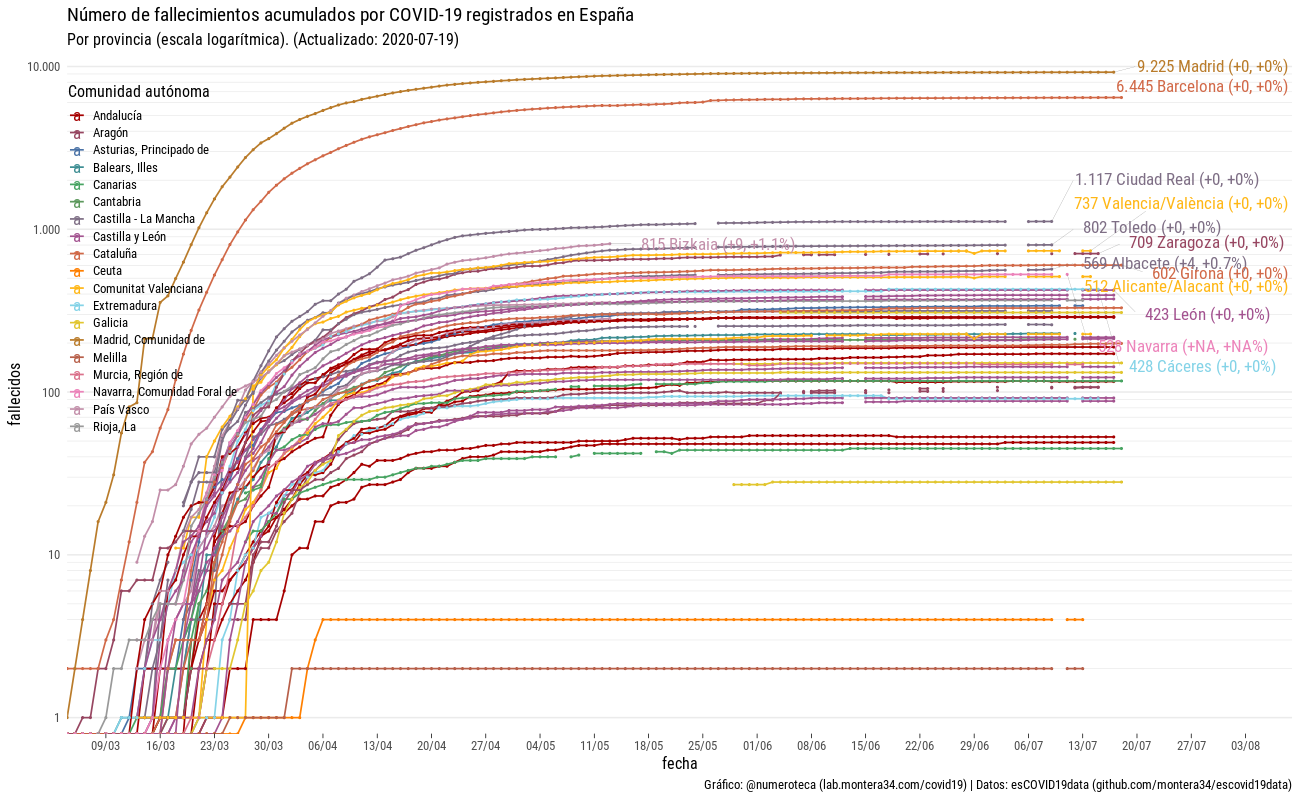 Número de fallecimientos acumulados por COVID-19 registrados en España
Por provincia (escala logarítmica). (Actualizado: 2020-07-19)
10.000
1.000
100
10
1
fallecidos
Comunidad autónoma
Andalucía
Aragón
Asturias, Principado de
Balears, Illes
Canarias
Cantabria
Castilla - La Mancha
Castilla y León
Cataluña
Ceuta
Comunitat Valenciana
Extremadura
Galicia
Madrid, Comunidad de
Melilla
Murcia, Región de
Navarra, Comunidad Foral de
País Vasco
Rioja, La
9.225 Madrid (+0, +0%)
6.445 Barcelona (+0, +0%)
1.117 Ciudad Real (+0, +0%)
737 Valencia/València (+0, +0%)
802 Toledo (+0, +0%)
815 Bizkaia (+9, +1.1%)
709 Zaragoza (+0, +0%)
569 Albacete (+4, +0.7%)
602 Girona (+0, +0%)
512 Alicante/Alacant (+0, +0%)
423 León (+0, +0%)
Navarra (+NA, +NA%)
428 Cáceres (+0, +0%)
09/03 16/03 23/03 30/03 06/04 13/04 20/04 27/04 04/05 11/05 18/05 25/05 01/06 08/06 15/06 22/06 29/06 06/07 13/07 20/07 27/07 03/08
fecha
Gráfico: @numeroteca (lab.montera34.com/covid19) | Datos: esCOVID19data (github.com/montera34/escovid19data)